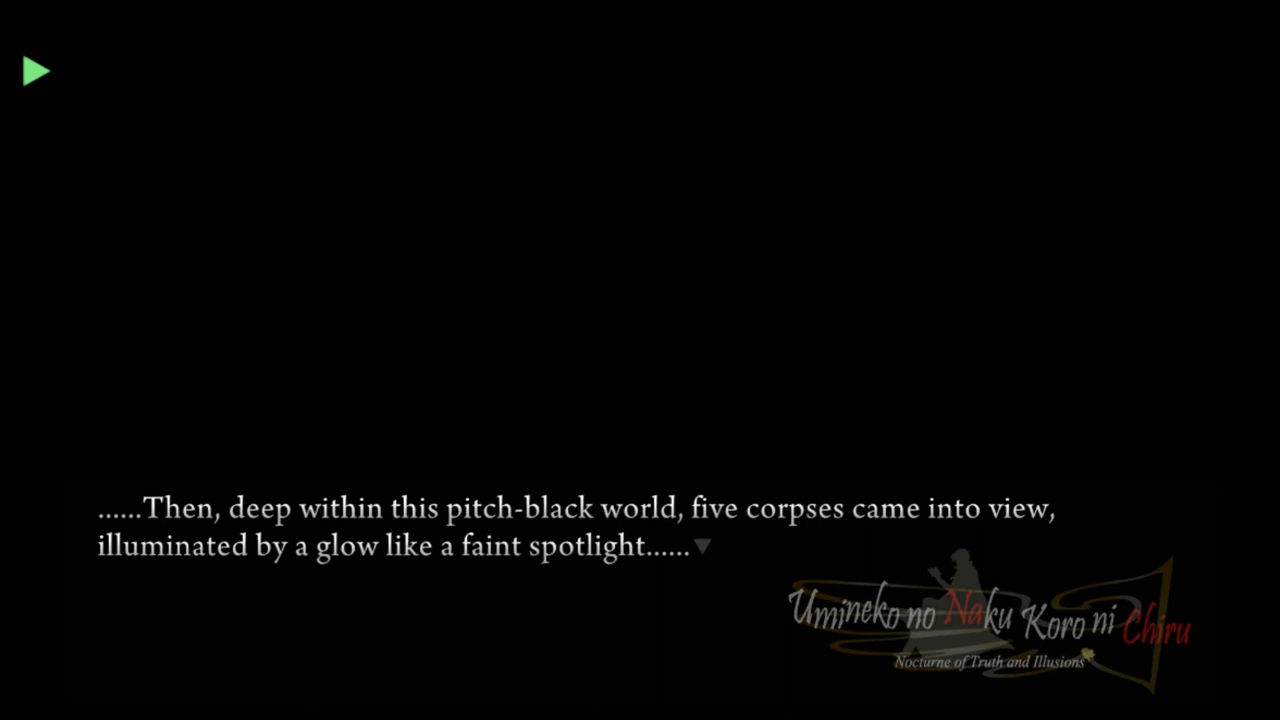 ......Then, deep within this pitch-black world, five corpses came into view,
illuminated by a glow like a faint spotlight......
Umineko no Naku Koro ni Chiru
Nocturne of Truth and Illusions